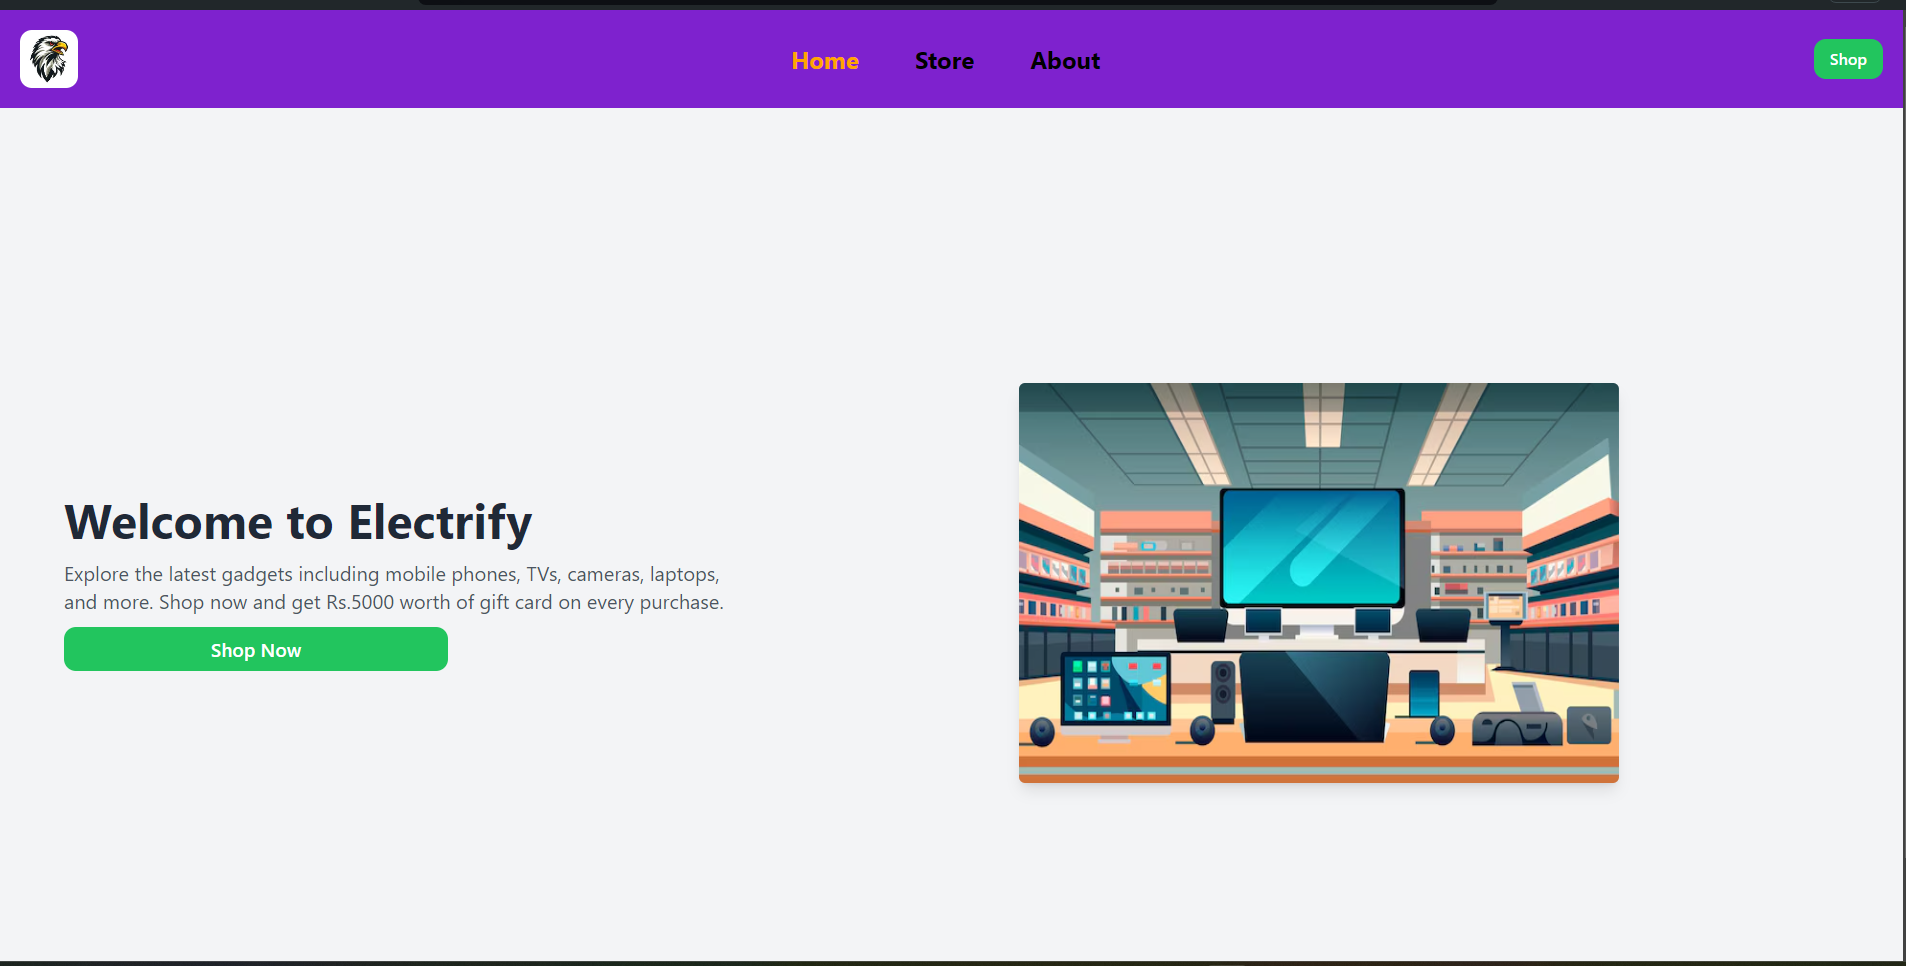 Home Store About Shop
Welcome to Electrify
Explore the latest gadgets including mobile phones, TVs, cameras, laptops,
and more. Shop now and get Rs.5000 worth of gift card on every purchase.
Shop Now